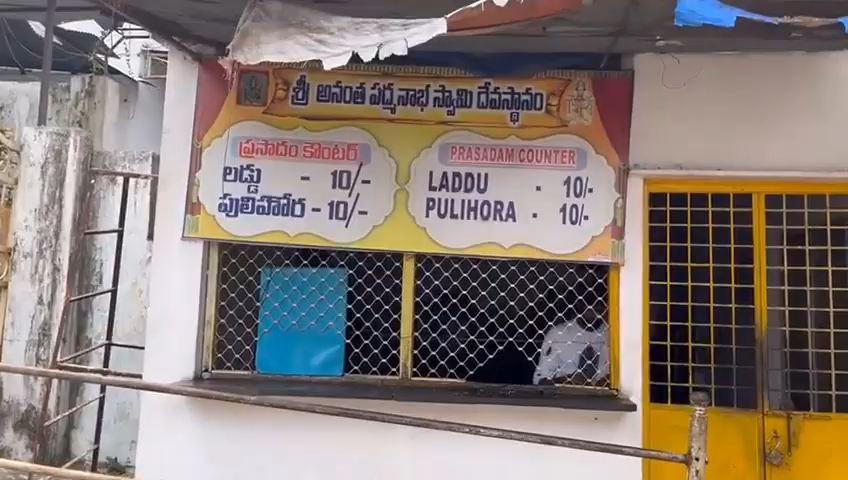 శ్రీ అనంత పద్మనాభ స్వామి దేవస్థానం
ప్రసాదం కౌంటర్
లడ్డు - 10/-
పులిహోర - 10/-
PRASADAM COUNTER
LADDU - 10/-
PULIHORA - 10/-